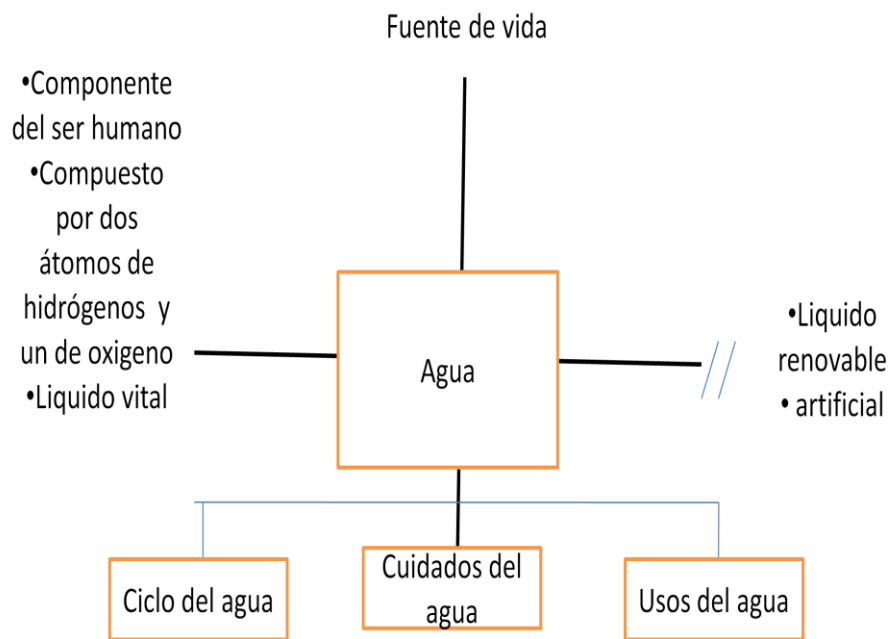 Fuente de vida
•Componente
del ser humano
•Compuesto
por dos
átomos de
hidrógenos y
un de oxigeno
•Liquido vital
Agua
•Liquido
renovable
• artificial
Ciclo del agua
Cuidados del
agua
Usos del agua